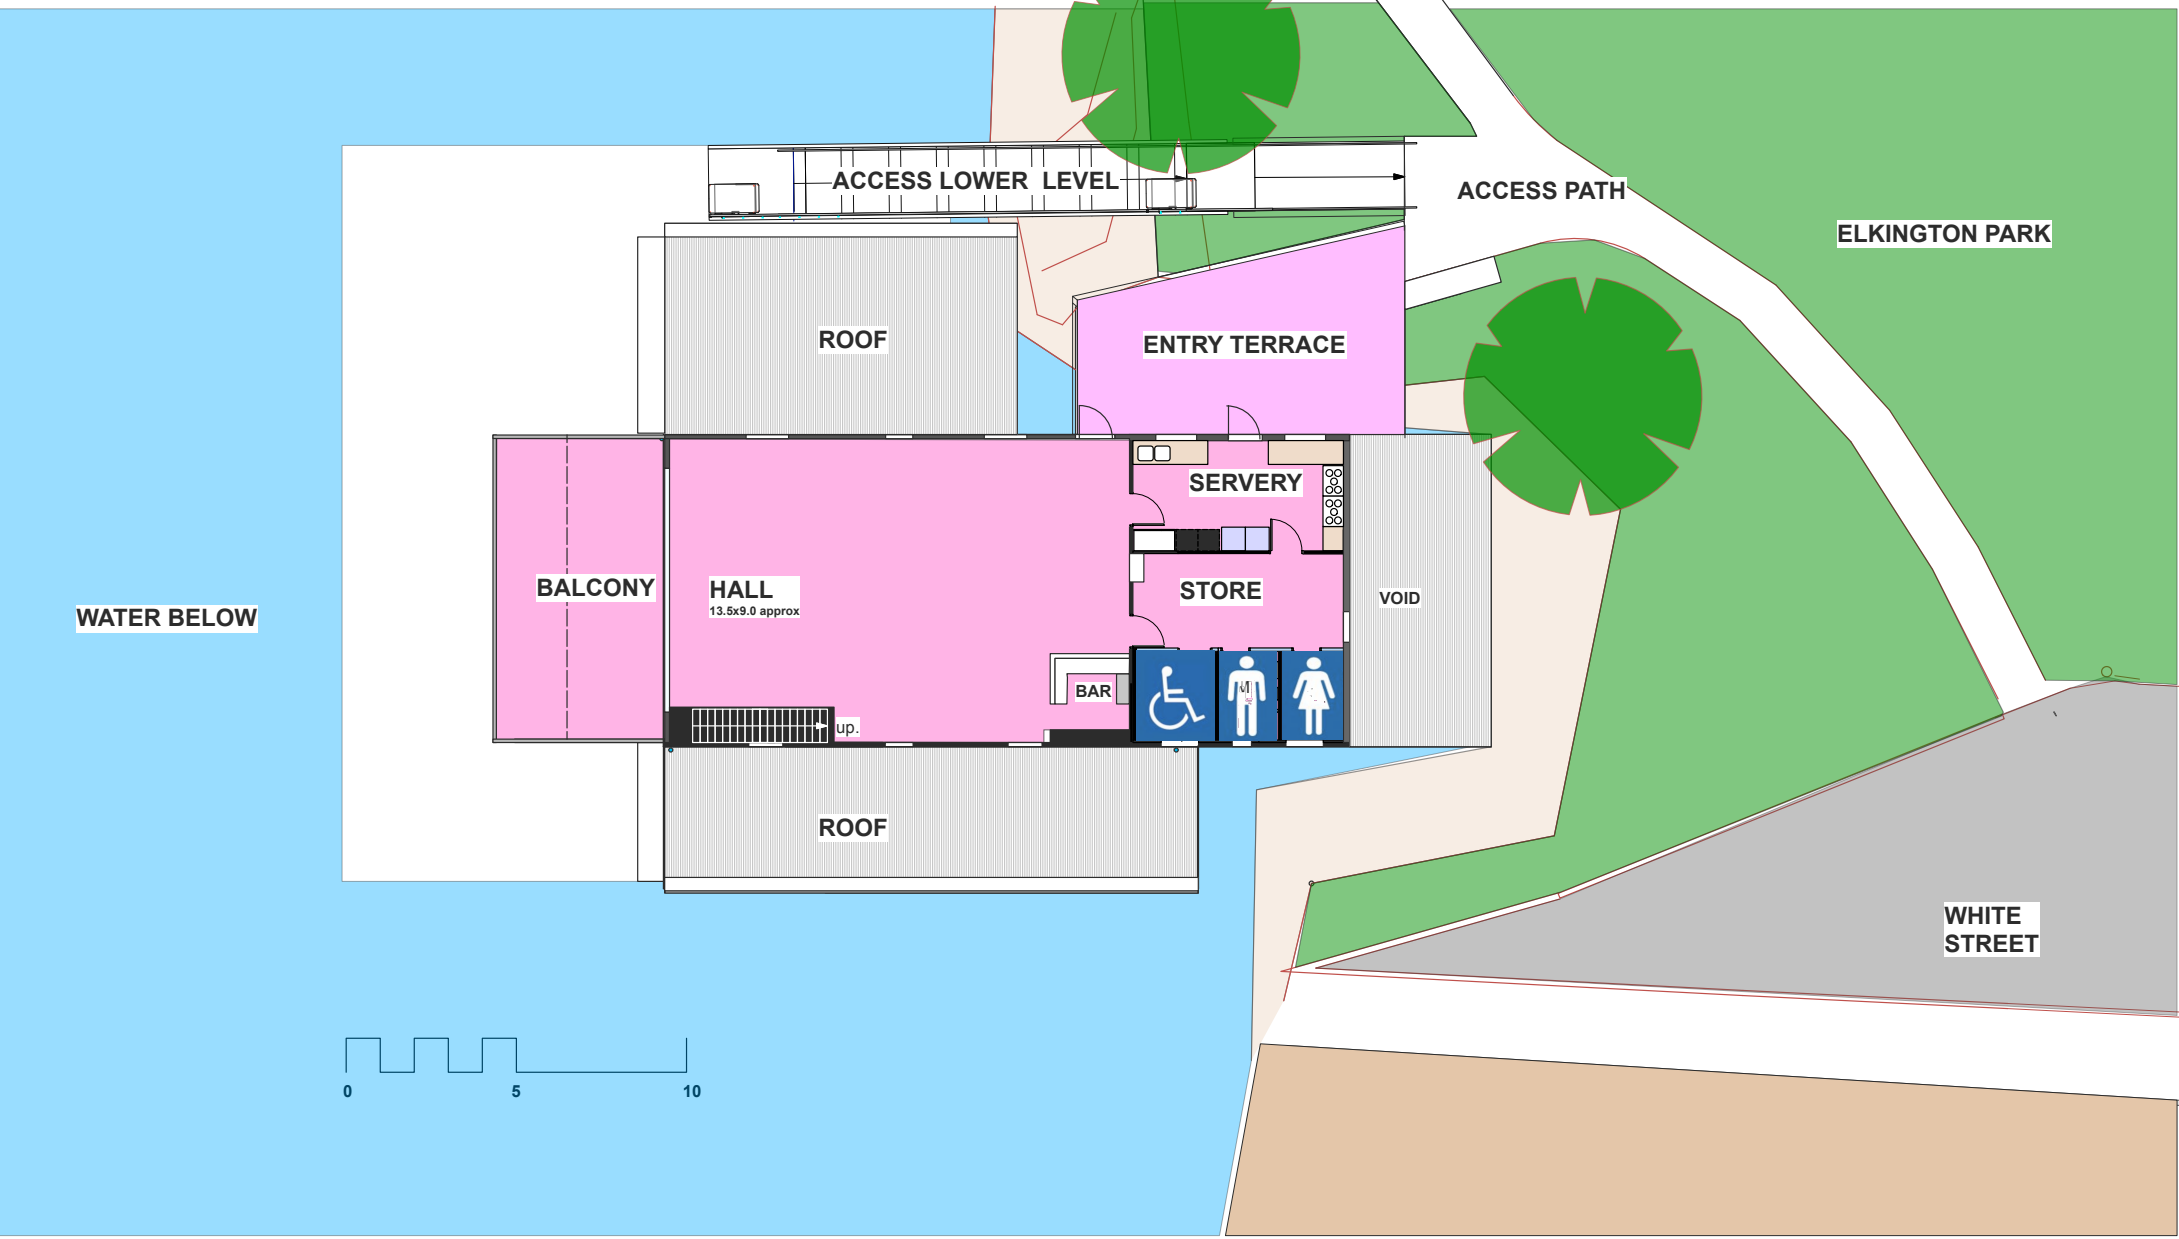 ACCESS LOWER LEVEL
ACCESS PATH
ELKINGTON PARK
ROOF
ENTRY TERRACE
SERVERY
BALCONY
HALL
13.5x9.0 approx
STORE
VOID
WATER BELOW
BAR
up.
ROOF
WHITE
STREET
0 5 10